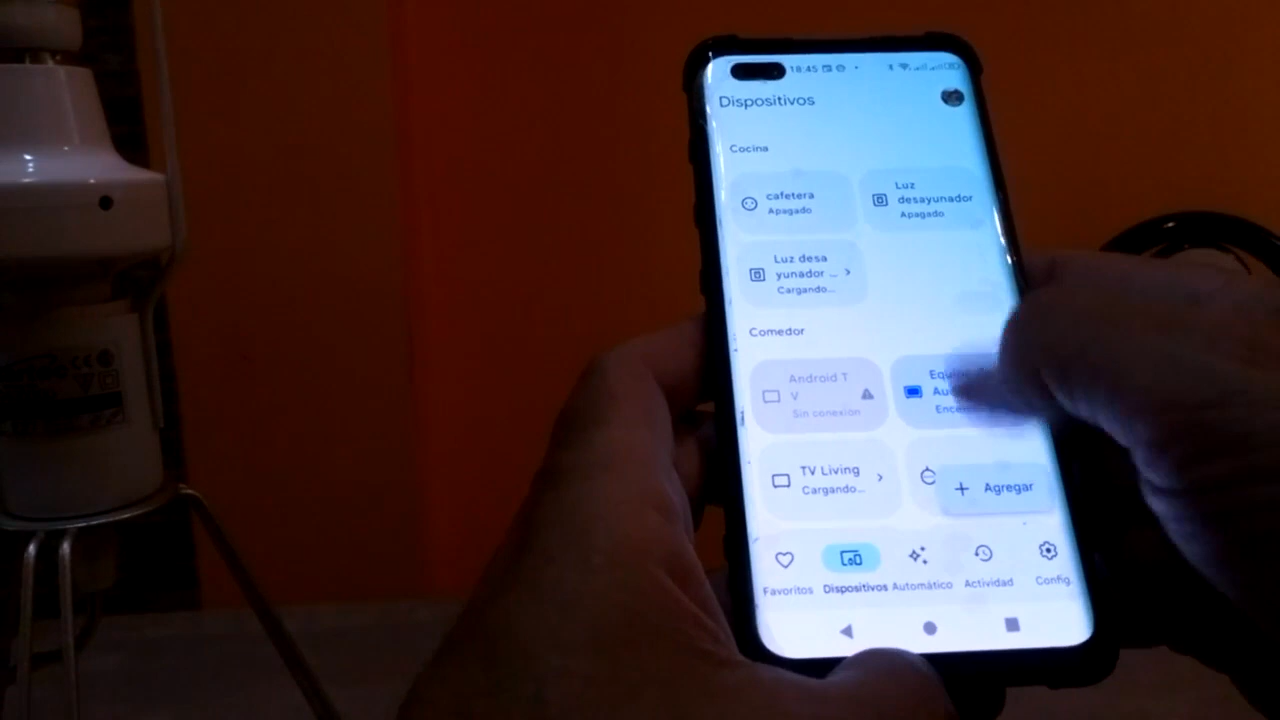 18:45
Dispositivos
Cocina
cafetera
Apagado
Luz
desayunador
Apagado
Luz desa
yunador ...
Cargando...
Comedor
Android T
V
Sin conexión
TV Living
Cargando...
+ Agregar
Favoritos
Dispositivos
Automático
Actividad
Config.